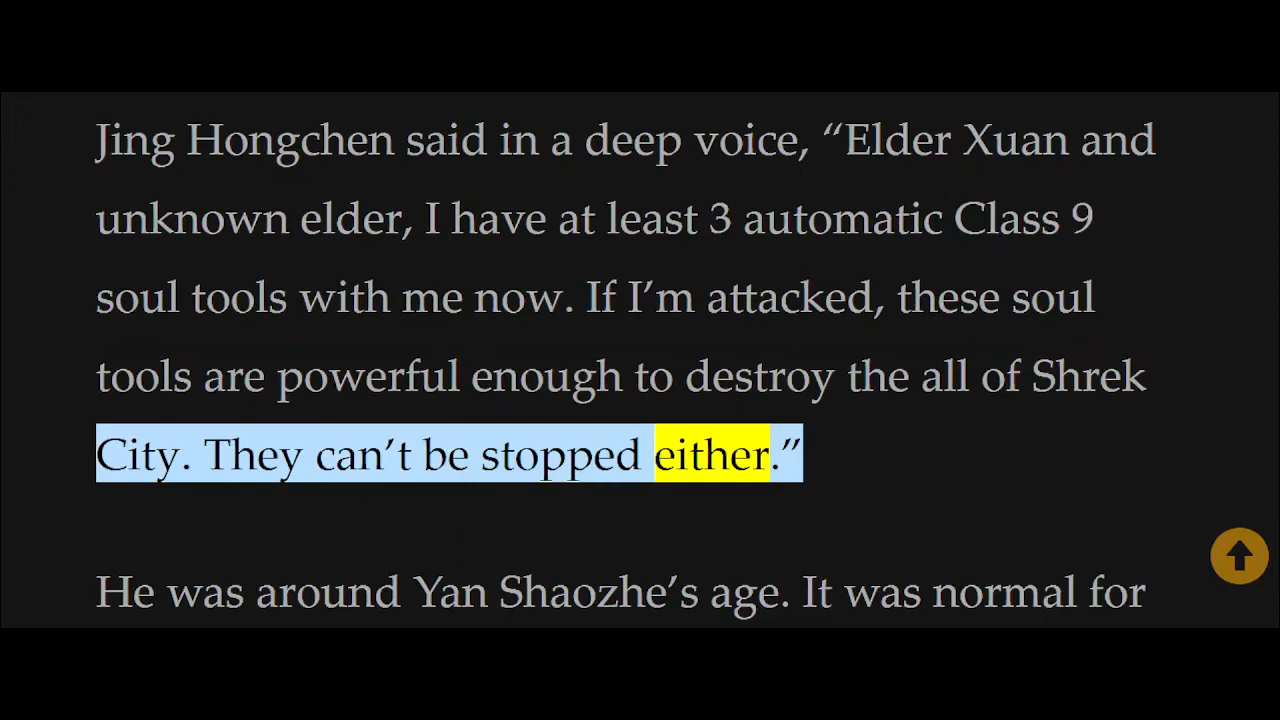 Jing Hongchen said in a deep voice, “Elder Xuan and
unknown elder, I have at least 3 automatic Class 9
soul tools with me now. If I’m attacked, these soul
tools are powerful enough to destroy the all of Shrek
City. They can’t be stopped either.”
He was around Yan Shaozhe’s age. It was normal for